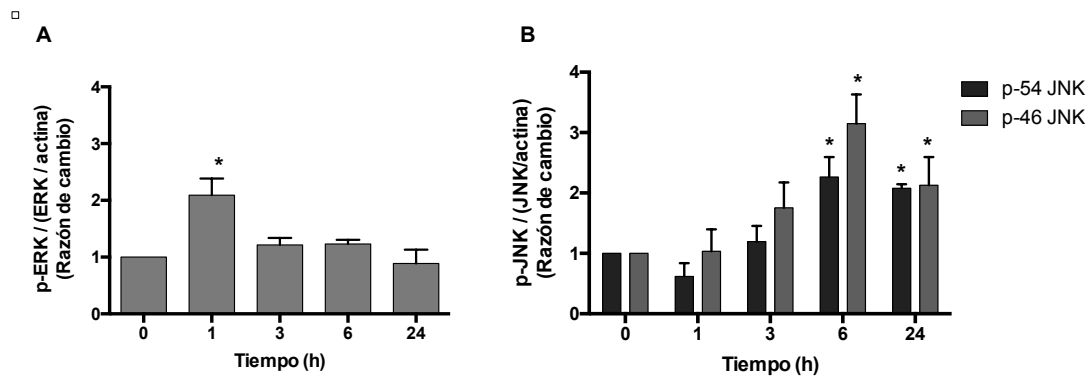 A
p-ERK / (ERK / actina)
(Razón de cambio)
4
3
2
1
0
*
0 1 3 6 24
Tiempo (h)
B
p-JNK / (JNK/actina)
(Razón de cambio)
4
3
2
1
0
* * * *
0 1 3 6 24
Tiempo (h)
p-54 JNK
p-46 JNK